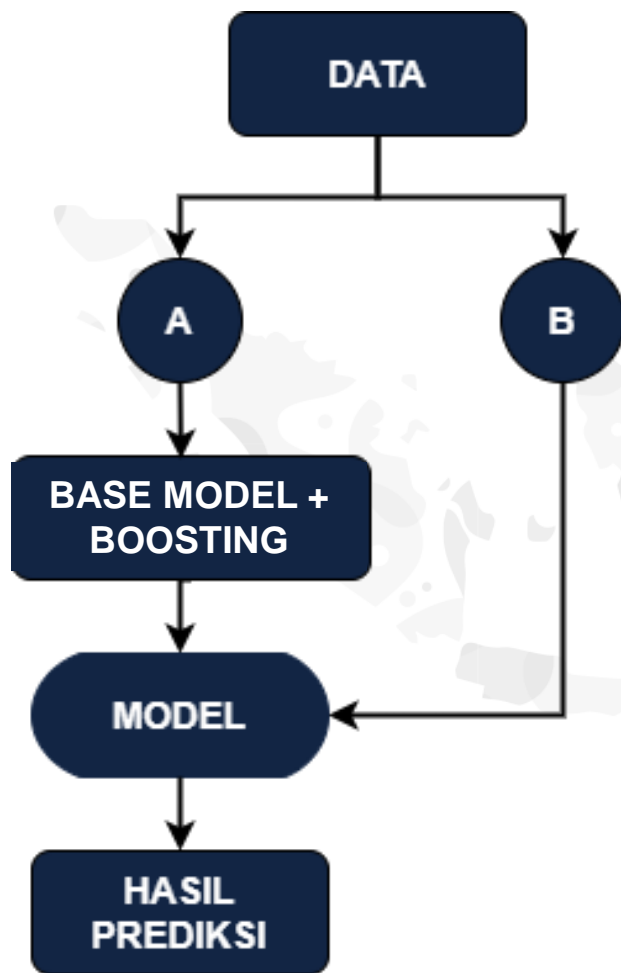 DATA
A
B
BASE MODEL +
BOOSTING
MODEL
HASIL
PREDIKSI